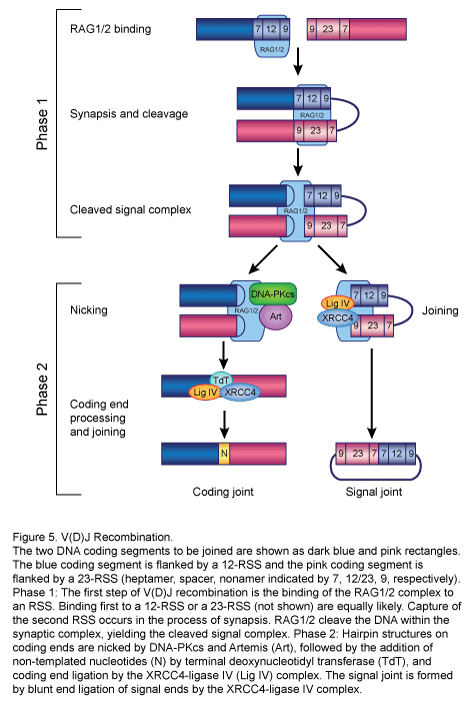 RAG1/2 binding
7 12 9
9 23 7
RAG1/2
Phase 1
Synapsis and cleavage
7 12 9
RAG1/2
9 23 7
Cleaved signal complex
7 12 9
RAG1/2
9 23 7
Phase 2
Nicking
DNA-PKcs
RAG1/2
Art
7 12 9
Lig IV
XRCC4
9 23 7
Joining
TdT
Lig IV
XRCC4
Coding end
processing
and joining
N
9 23 7 7 12 9
Coding joint
Signal joint
Figure 5. V(D)J Recombination.
The two DNA coding segments to be joined are shown as dark blue and pink rectangles.
The blue coding segment is flanked by a 12-RSS and the pink coding segment is
flanked by a 23-RSS (heptamer, spacer, nonamer indicated by 7, 12/23, 9, respectively).
Phase 1: The first step of V(D)J recombination is the binding of the RAG1/2 complex to
an RSS. Binding first to a 12-RSS or a 23-RSS (not shown) are equally likely. Capture of
the second RSS occurs in the process of synapsis. RAG1/2 cleave the DNA within the
synaptic complex, yielding the cleaved signal complex. Phase 2: Hairpin structures on
coding ends are nicked by DNA-PKcs and Artemis (Art), followed by the addition of
non-templated nucleotides (N) by terminal deoxynucleotidyl transferase (TdT), and
coding end ligation by the XRCC4-ligase IV (Lig IV) complex. The signal joint is formed
by blunt end ligation of signal ends by the XRCC4-ligase IV complex.